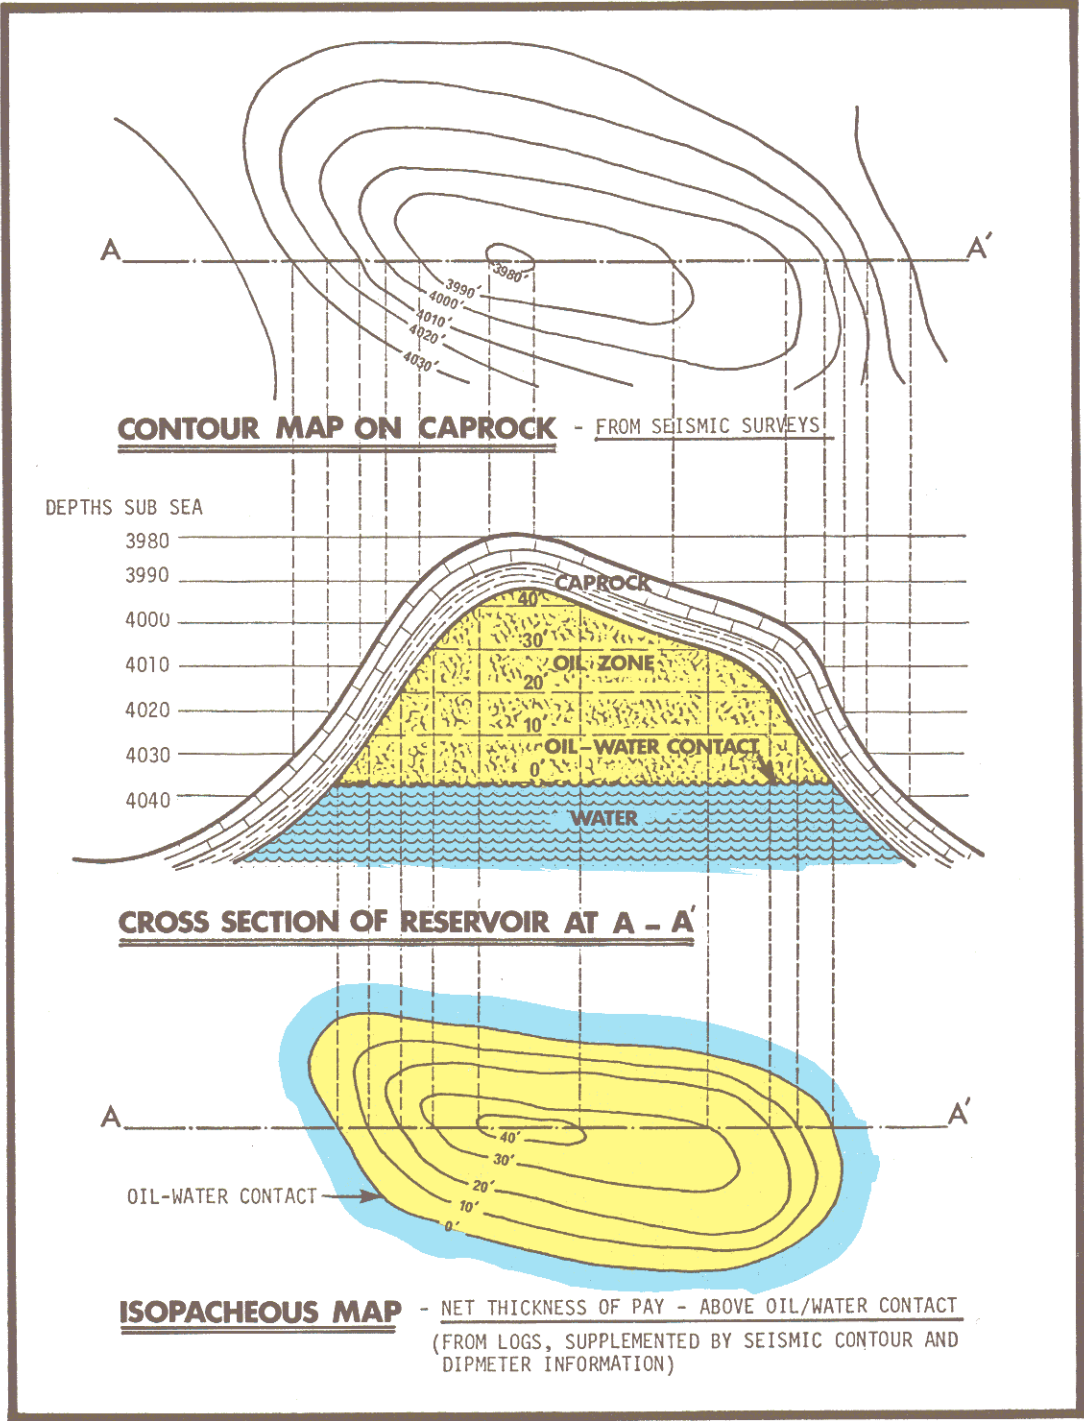 A A′
3980′
3990′
4000′
4010′
4020′
4030′
CONTOUR MAP ON CAPROCK - FROM SEISMIC SURVEYS
DEPTHS SUB SEA
3980
3990
4000
4010
4020
4030
4040
CAPROCK
40′
30′
OIL ZONE
20
10
OIL-WATER CONTACT
0′
WATER
CROSS SECTION OF RESERVOIR AT A - A′
A A′
40′
30′
20′
10′
0′
OIL-WATER CONTACT
ISOPACHEOUS MAP - NET THICKNESS OF PAY - ABOVE OIL/WATER CONTACT
(FROM LOGS, SUPPLEMENTED BY SEISMIC CONTOUR AND
DIPMETER INFORMATION)